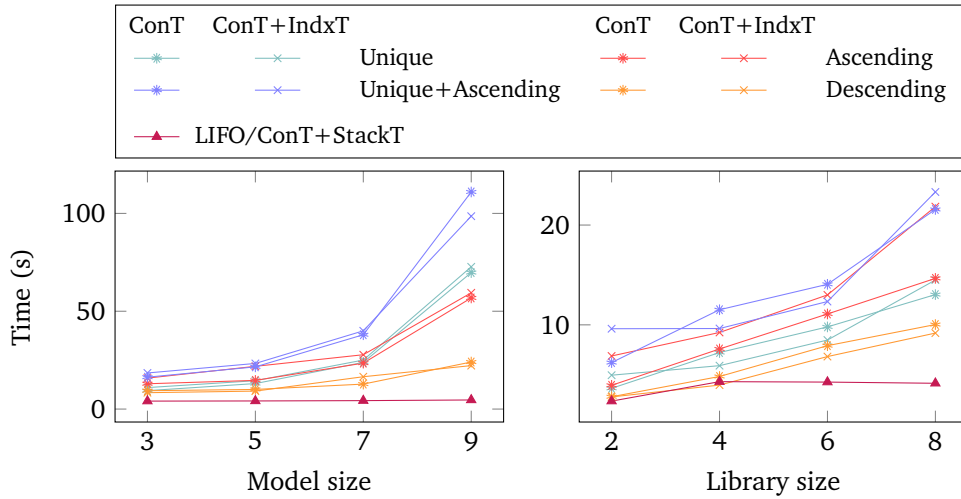 ConT ConT+IndxT ConT ConT+IndxT
Unique Ascending
Unique+Ascending Descending
LIFO/ConT+StackT
100
50
0
3 5 7 9
Model size
Time (s)
20
10
2 4 6 8
Library size